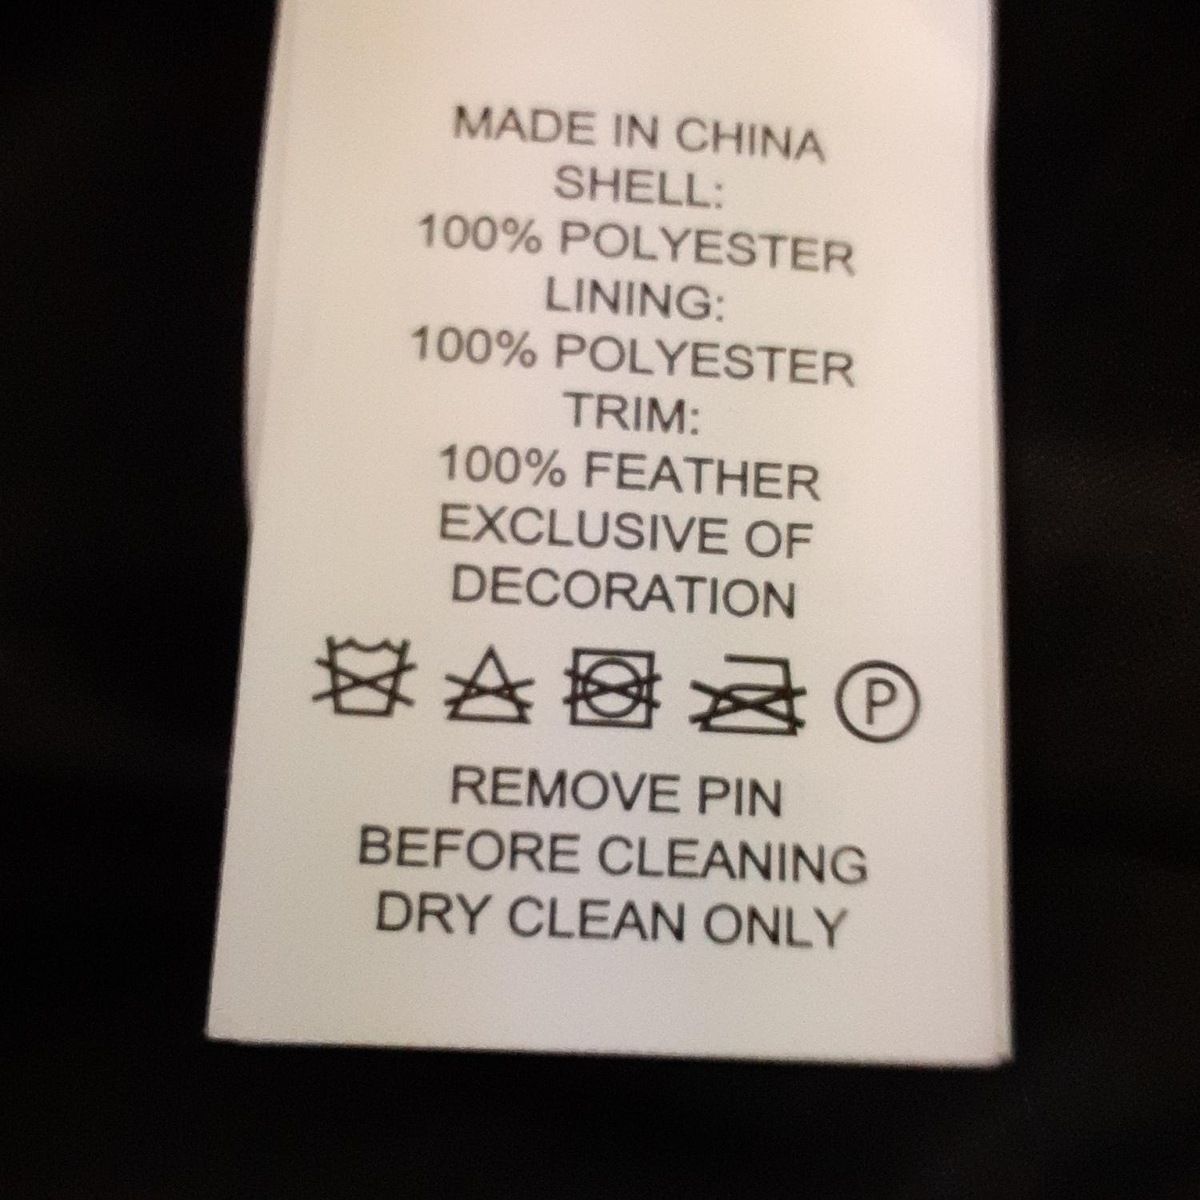 MADE IN CHINA
SHELL:
100% POLYESTER
LINING:
100% POLYESTER
TRIM:
100% FEATHER
EXCLUSIVE OF
DECORATION
P
REMOVE PIN
BEFORE CLEANING
DRY CLEAN ONLY